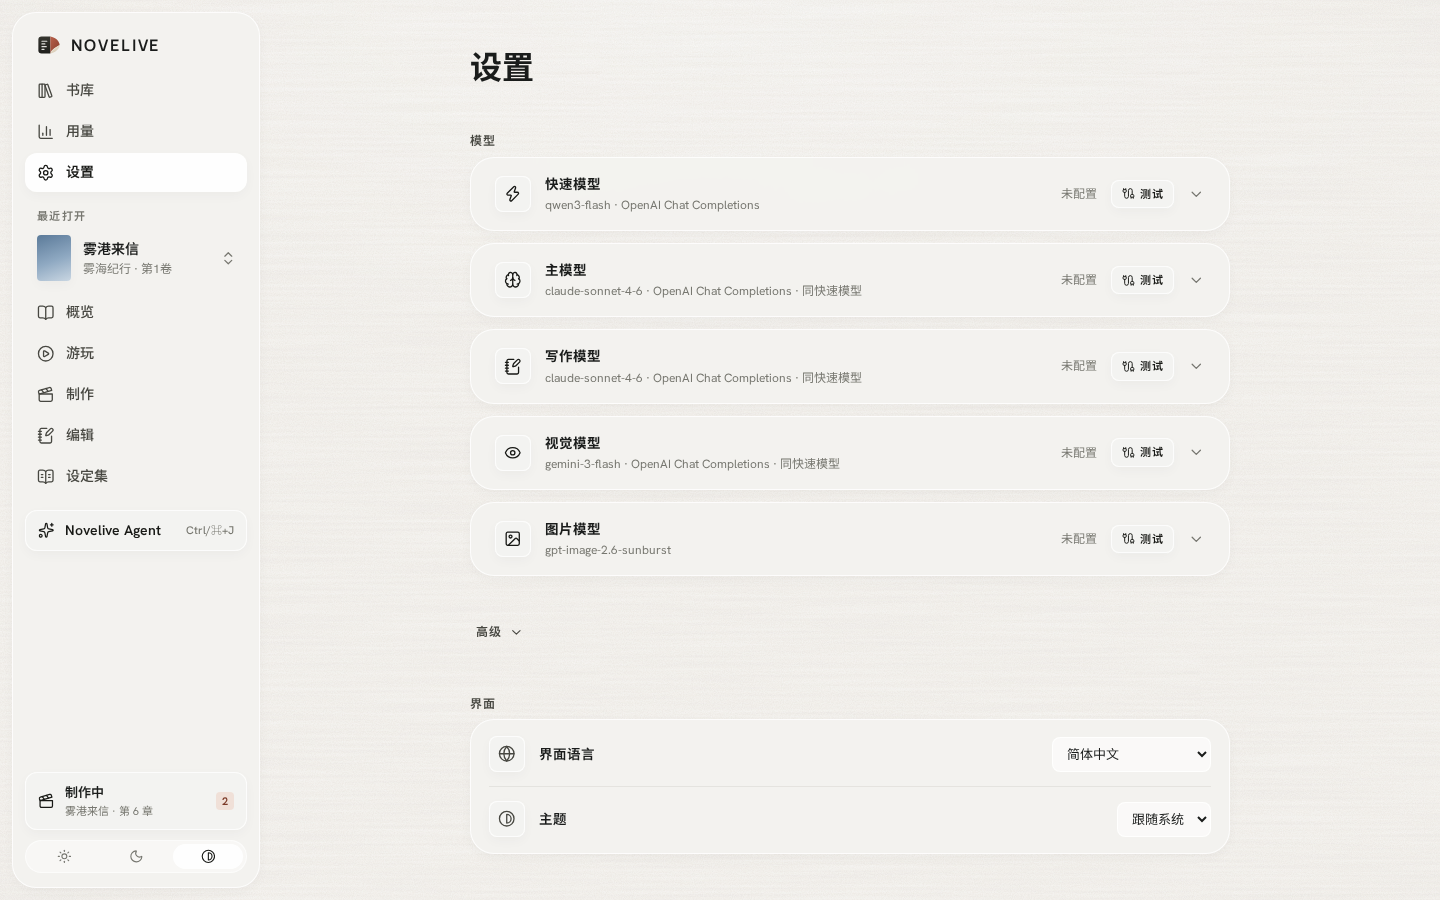 NOVELIVE
书库
用量
设置
最近打开
雾港来信
雾海纪行 · 第1卷
概览
游玩
制作
编辑
设定集
Novelive Agent Ctrl/⌘+J
制作中
雾港来信 · 第 6 章
2
设置
模型
快速模型
qwen3-flash · OpenAI Chat Completions
未配置 测试
主模型
claude-sonnet-4-6 · OpenAI Chat Completions · 同快速模型
未配置 测试
写作模型
claude-sonnet-4-6 · OpenAI Chat Completions · 同快速模型
未配置 测试
视觉模型
gemini-3-flash · OpenAI Chat Completions · 同快速模型
未配置 测试
图片模型
gpt-image-2.6-sunburst
未配置 测试
高级
界面
界面语言 简体中文
主题 跟随系统